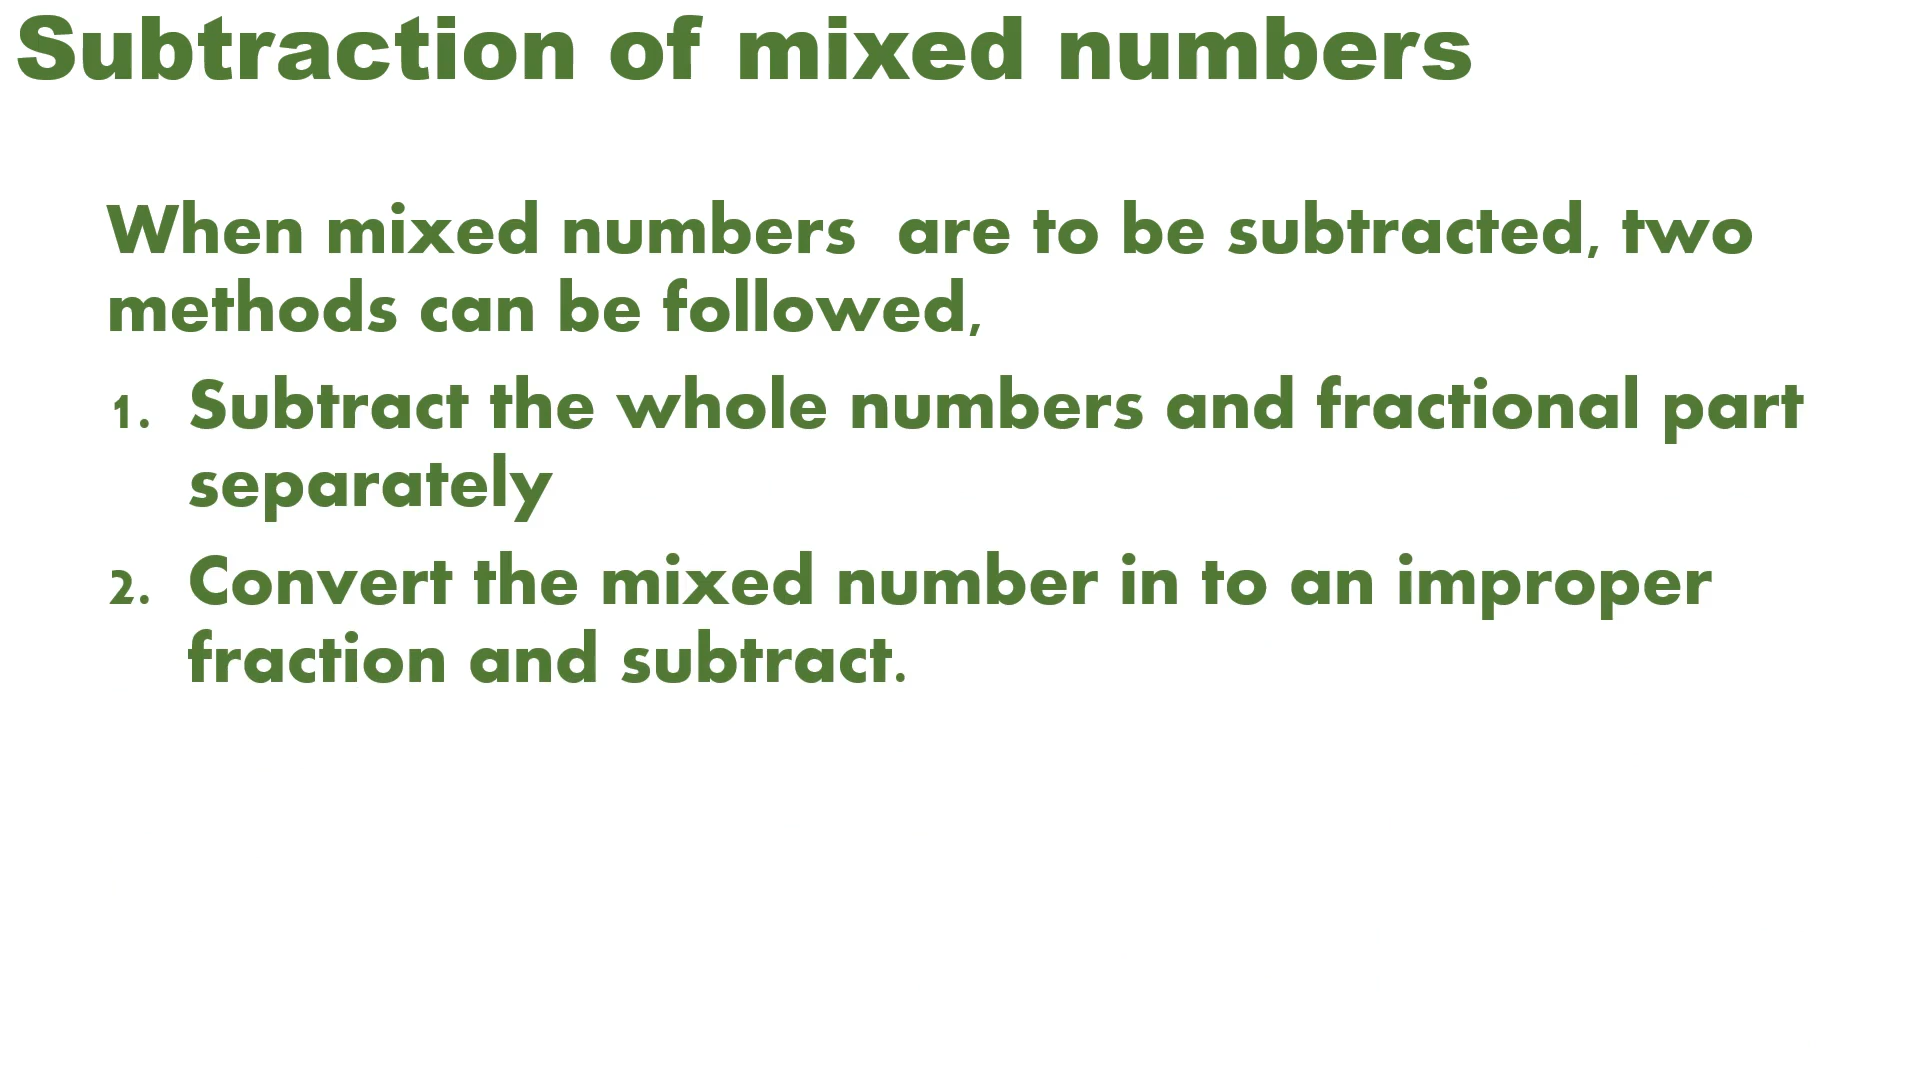 Subtraction of mixed numbers
When mixed numbers  are to be subtracted, two
methods can be followed,
1. Subtract the whole numbers and fractional part
separately
2. Convert the mixed number in to an improper
fraction and subtract.